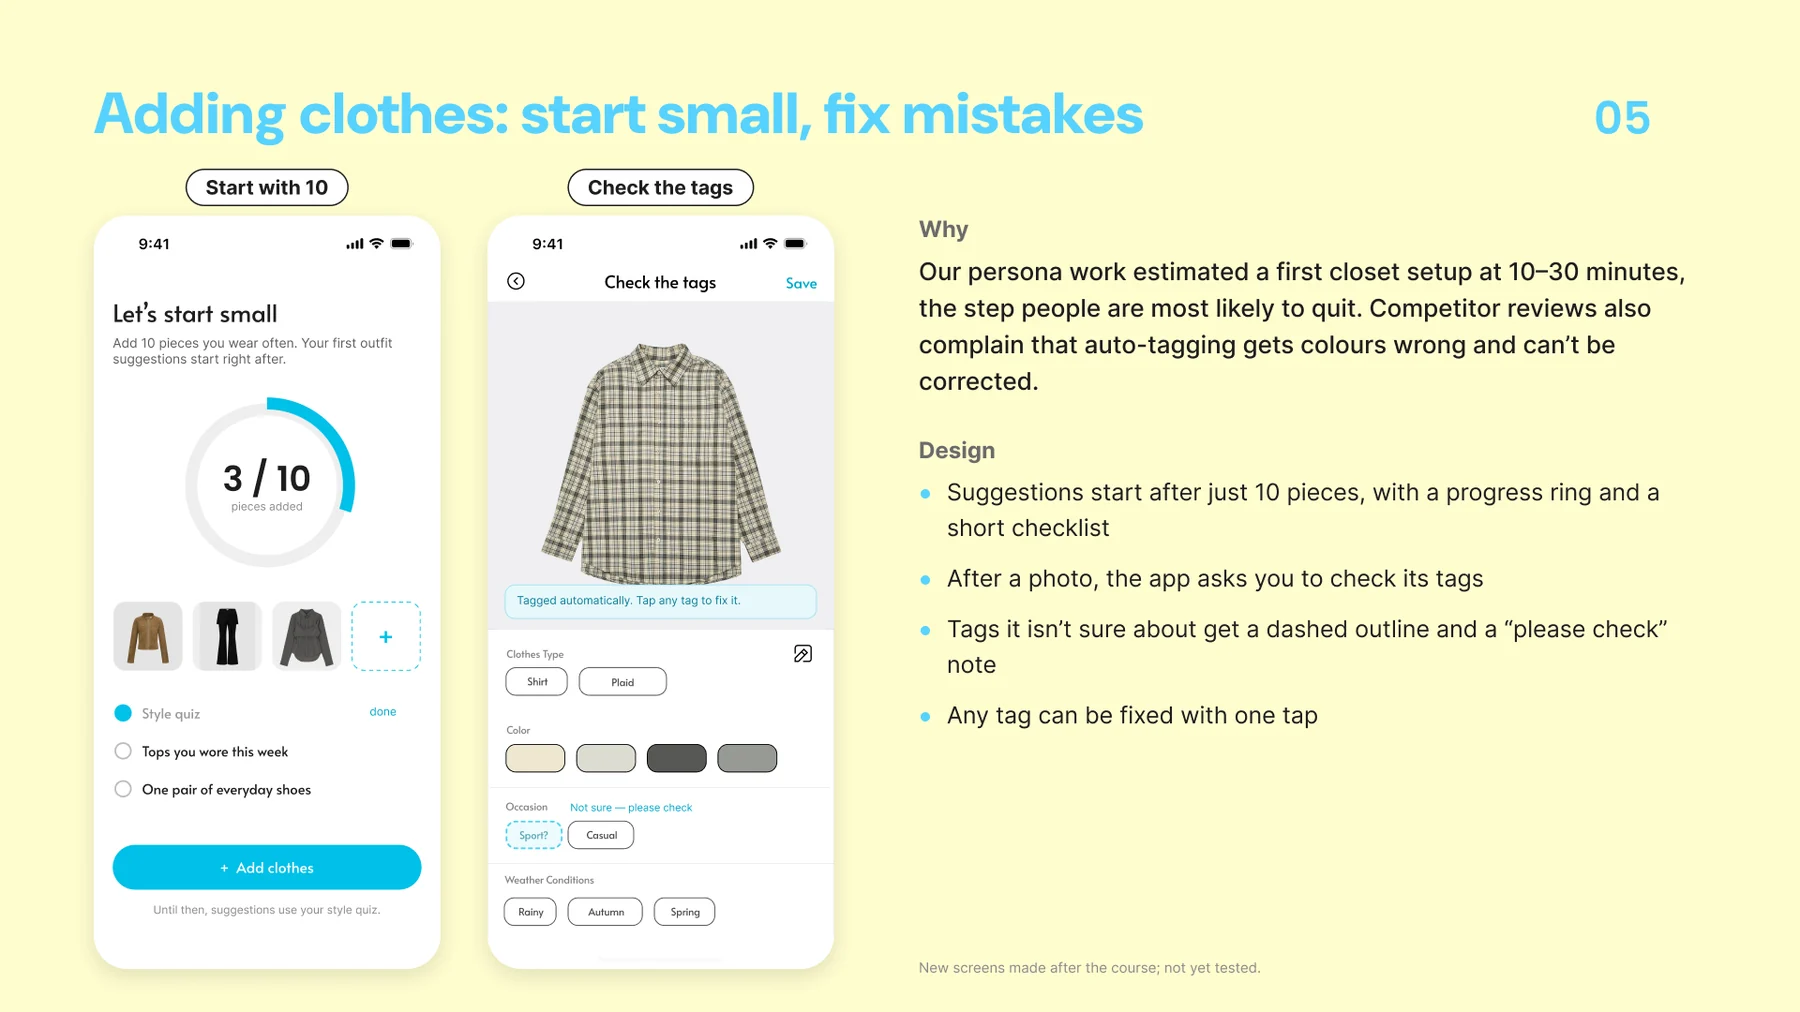 Adding clothes: start small, fix mistakes
05
Start with 10
9:41
Let’s start small
Add 10 pieces you wear often. Your first outfit
suggestions start right after.
3 / 10
pieces added
+
Style quiz
done
Tops you wore this week
One pair of everyday shoes
+ Add clothes
Until then, suggestions use your style quiz.
Check the tags
9:41
Check the tags
Save
Tagged automatically. Tap any tag to fix it.
Clothes Type
Shirt
Plaid
Color
Occasion
Not sure — please check
Sport?
Casual
Weather Conditions
Rainy
Autumn
Spring
Why
Our persona work estimated a first closet setup at 10–30 minutes,
the step people are most likely to quit. Competitor reviews also
complain that auto-tagging gets colours wrong and can’t be
corrected.
Design
• Suggestions start after just 10 pieces, with a progress ring and a
short checklist
• After a photo, the app asks you to check its tags
• Tags it isn’t sure about get a dashed outline and a “please check”
note
• Any tag can be fixed with one tap
New screens made after the course; not yet tested.